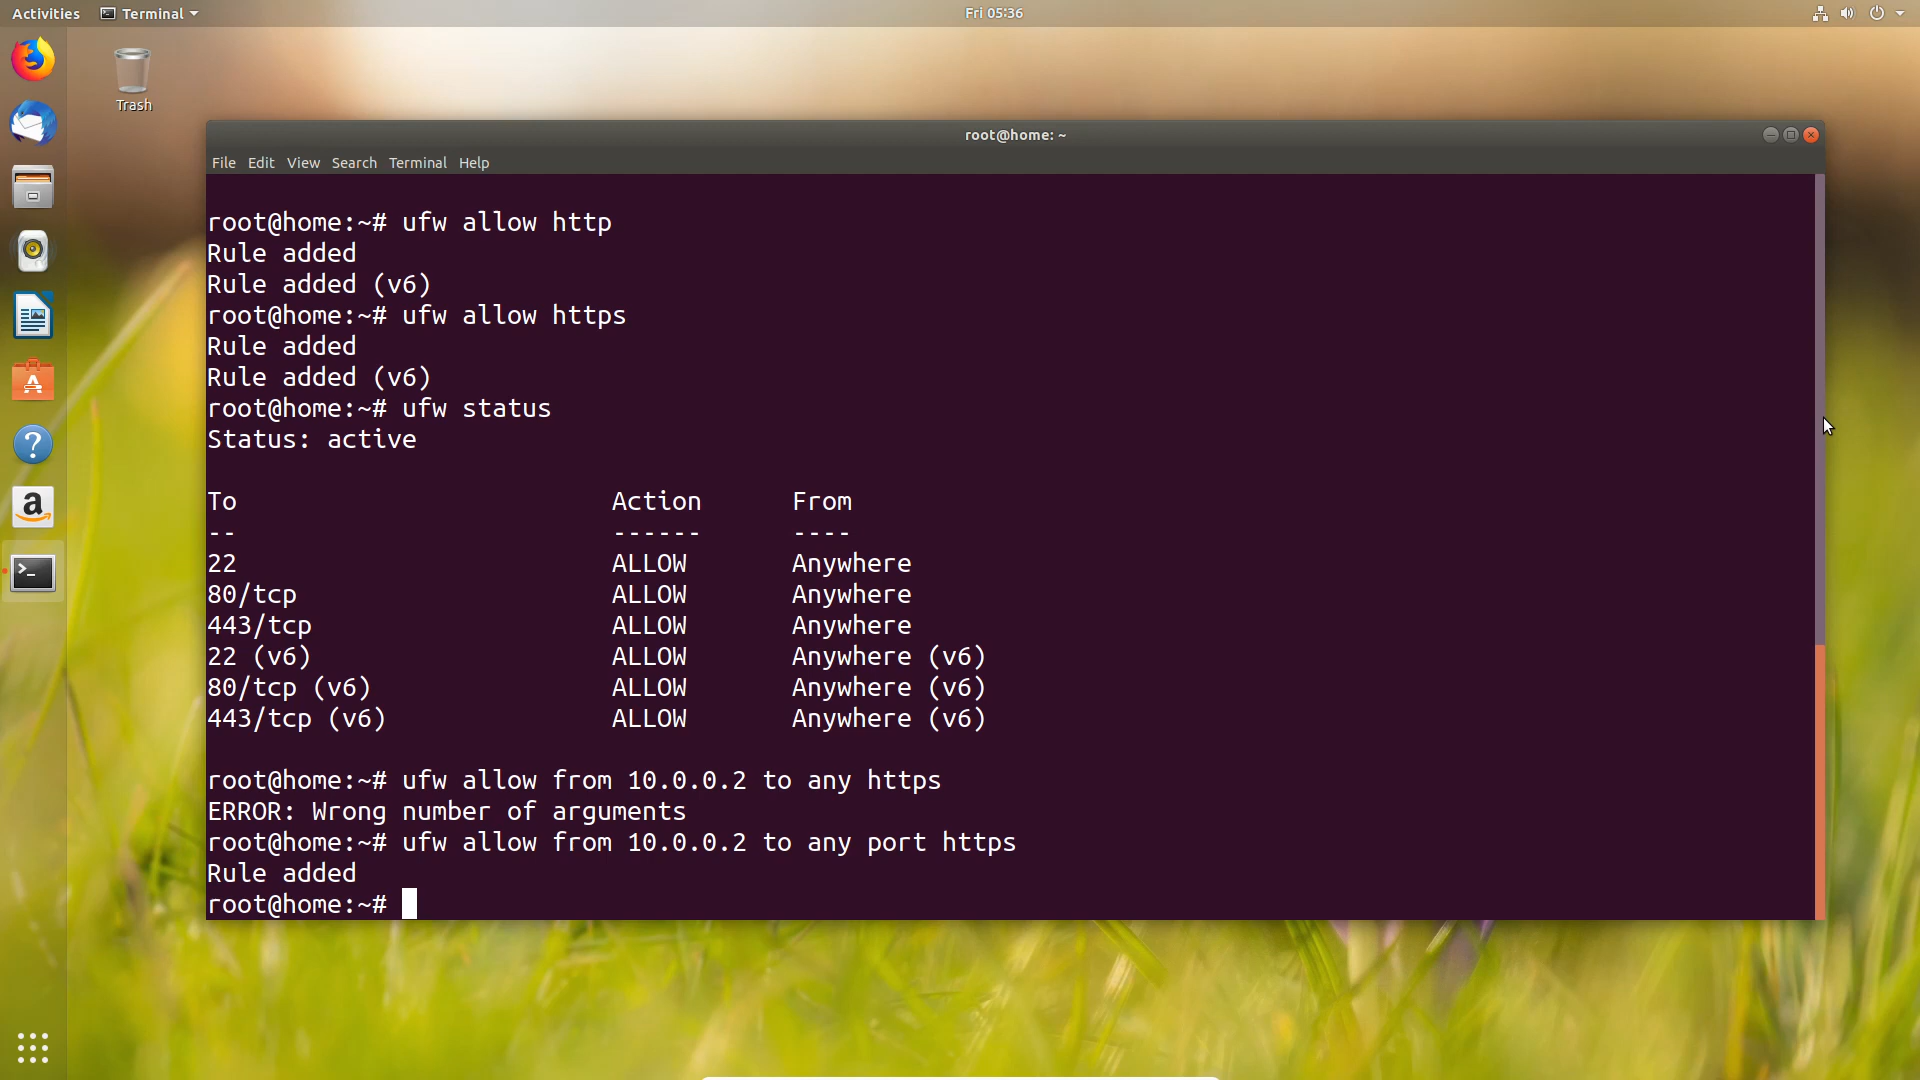 Activities Terminal Fri 05:36
Trash
root@home: ~
File Edit View Search Terminal Help
root@home:~# ufw allow http
Rule added
Rule added (v6)
root@home:~# ufw allow https
Rule added
Rule added (v6)
root@home:~# ufw status
Status: active
To Action From
-- ------ ----
22 ALLOW Anywhere
80/tcp ALLOW Anywhere
443/tcp ALLOW Anywhere
22 (v6) ALLOW Anywhere (v6)
80/tcp (v6) ALLOW Anywhere (v6)
443/tcp (v6) ALLOW Anywhere (v6)
root@home:~# ufw allow from 10.0.0.2 to any https
ERROR: Wrong number of arguments
root@home:~# ufw allow from 10.0.0.2 to any port https
Rule added
root@home:~#